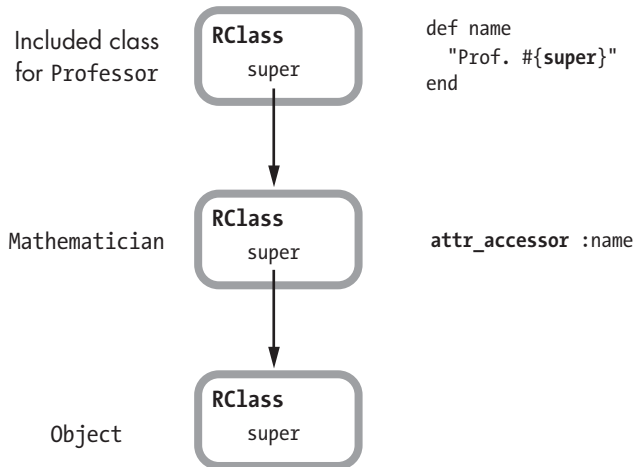 Included class
for Professor
RClass
super
def name
  "Prof. #{super}"
end
Mathematician
RClass
super
attr_accessor :name
Object
RClass
super